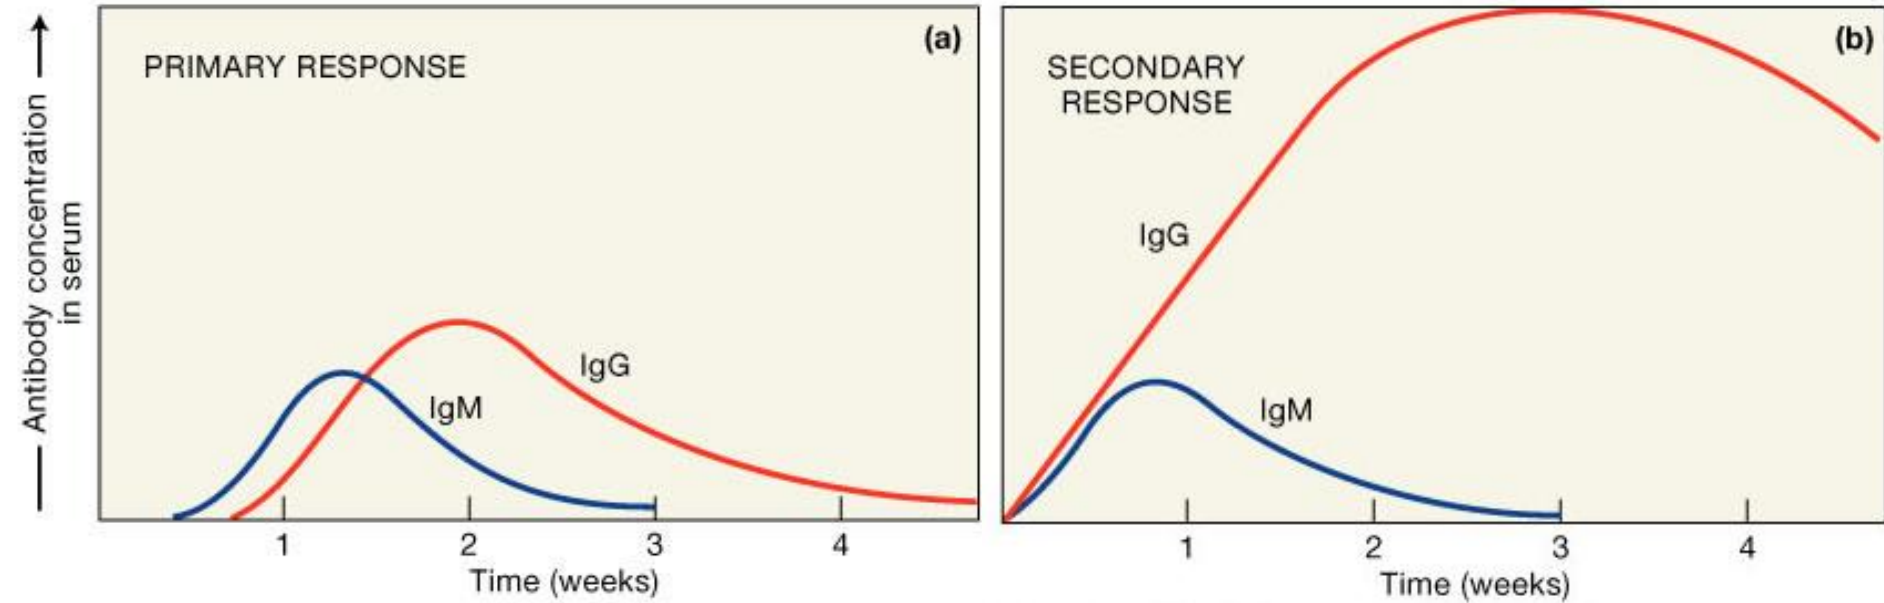 Antibody concentration
in serum
PRIMARY RESPONSE
(a)
IgG
IgM
1 2 3 4
Time (weeks)
SECONDARY
RESPONSE
(b)
IgG
IgM
1 2 3 4
Time (weeks)